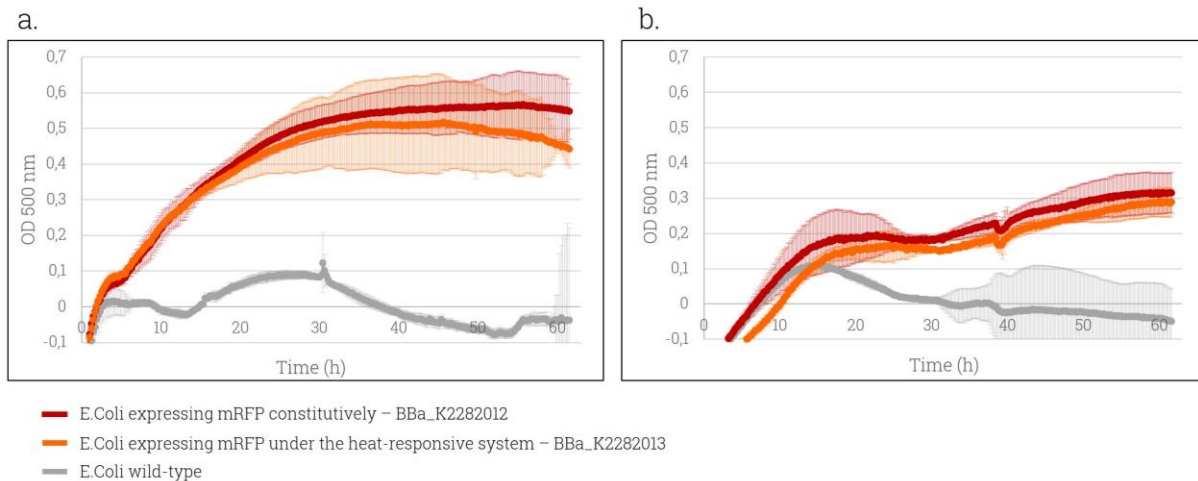 a.
0,7
0,6
0,5
0,4
0,3
0,2
0,1
0
-0,1
OD 500 nm
0 10 20 30 40 50 60
Time (h)
b.
0,7
0,6
0,5
0,4
0,3
0,2
0,1
0
-0,1
OD 500 nm
0 10 20 30 40 50 60
Time (h)
E.Coli expressing mRFP constitutively – BBa_K2282012
E.Coli expressing mRFP under the heat-responsive system – BBa_K2282013
E.Coli wild-type